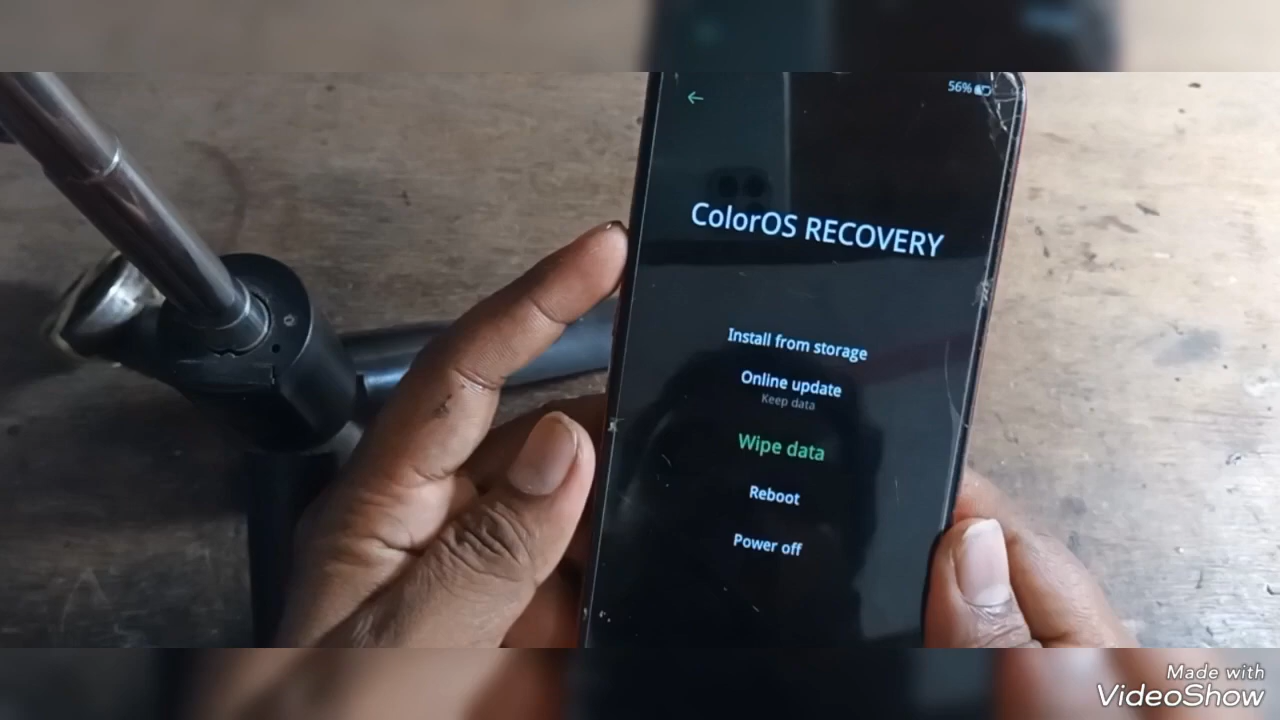 56%
ColorOS RECOVERY
Install from storage
Online update
Keep data
Wipe data
Reboot
Power off
Made with
VideoShow